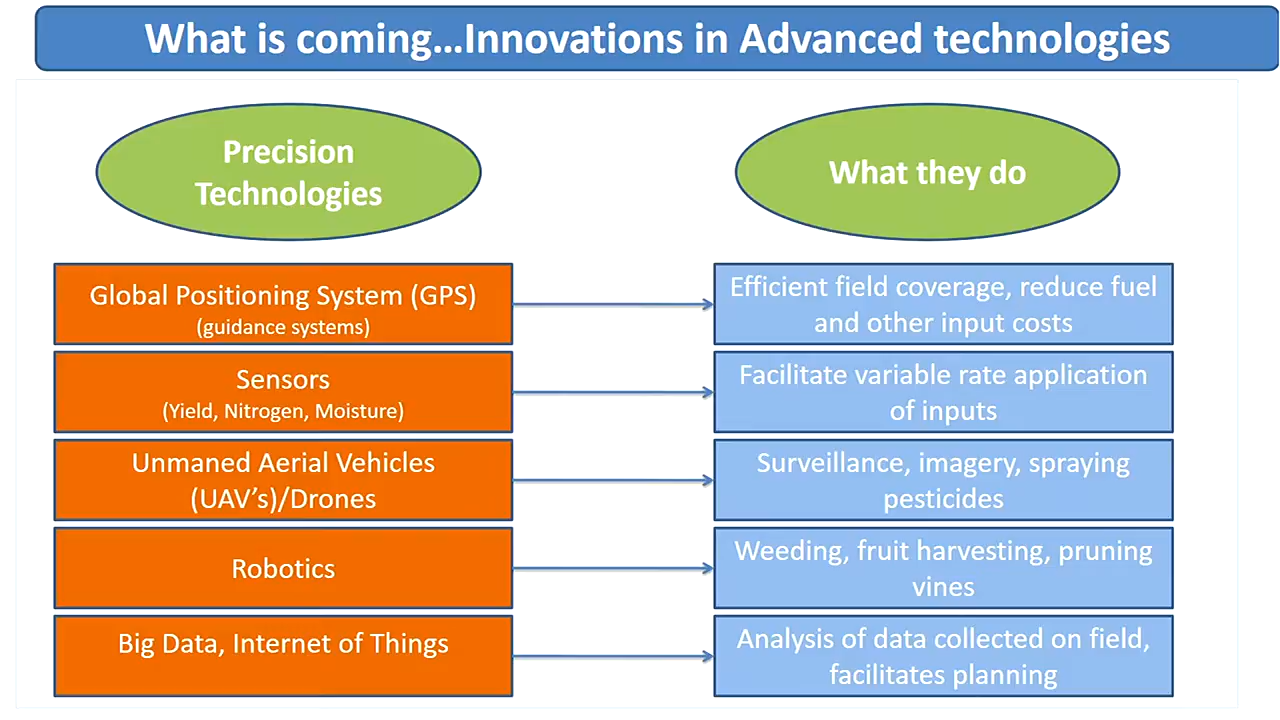 What is coming...Innovations in Advanced technologies
Precision
Technologies
What they do
Global Positioning System (GPS)
(guidance systems)
Efficient field coverage, reduce fuel
and other input costs
Sensors
(Yield, Nitrogen, Moisture)
Facilitate variable rate application
of inputs
Unmaned Aerial Vehicles
(UAV’s)/Drones
Surveillance, imagery, spraying
pesticides
Robotics
Weeding, fruit harvesting, pruning
vines
Big Data, Internet of Things
Analysis of data collected on field,
facilitates planning